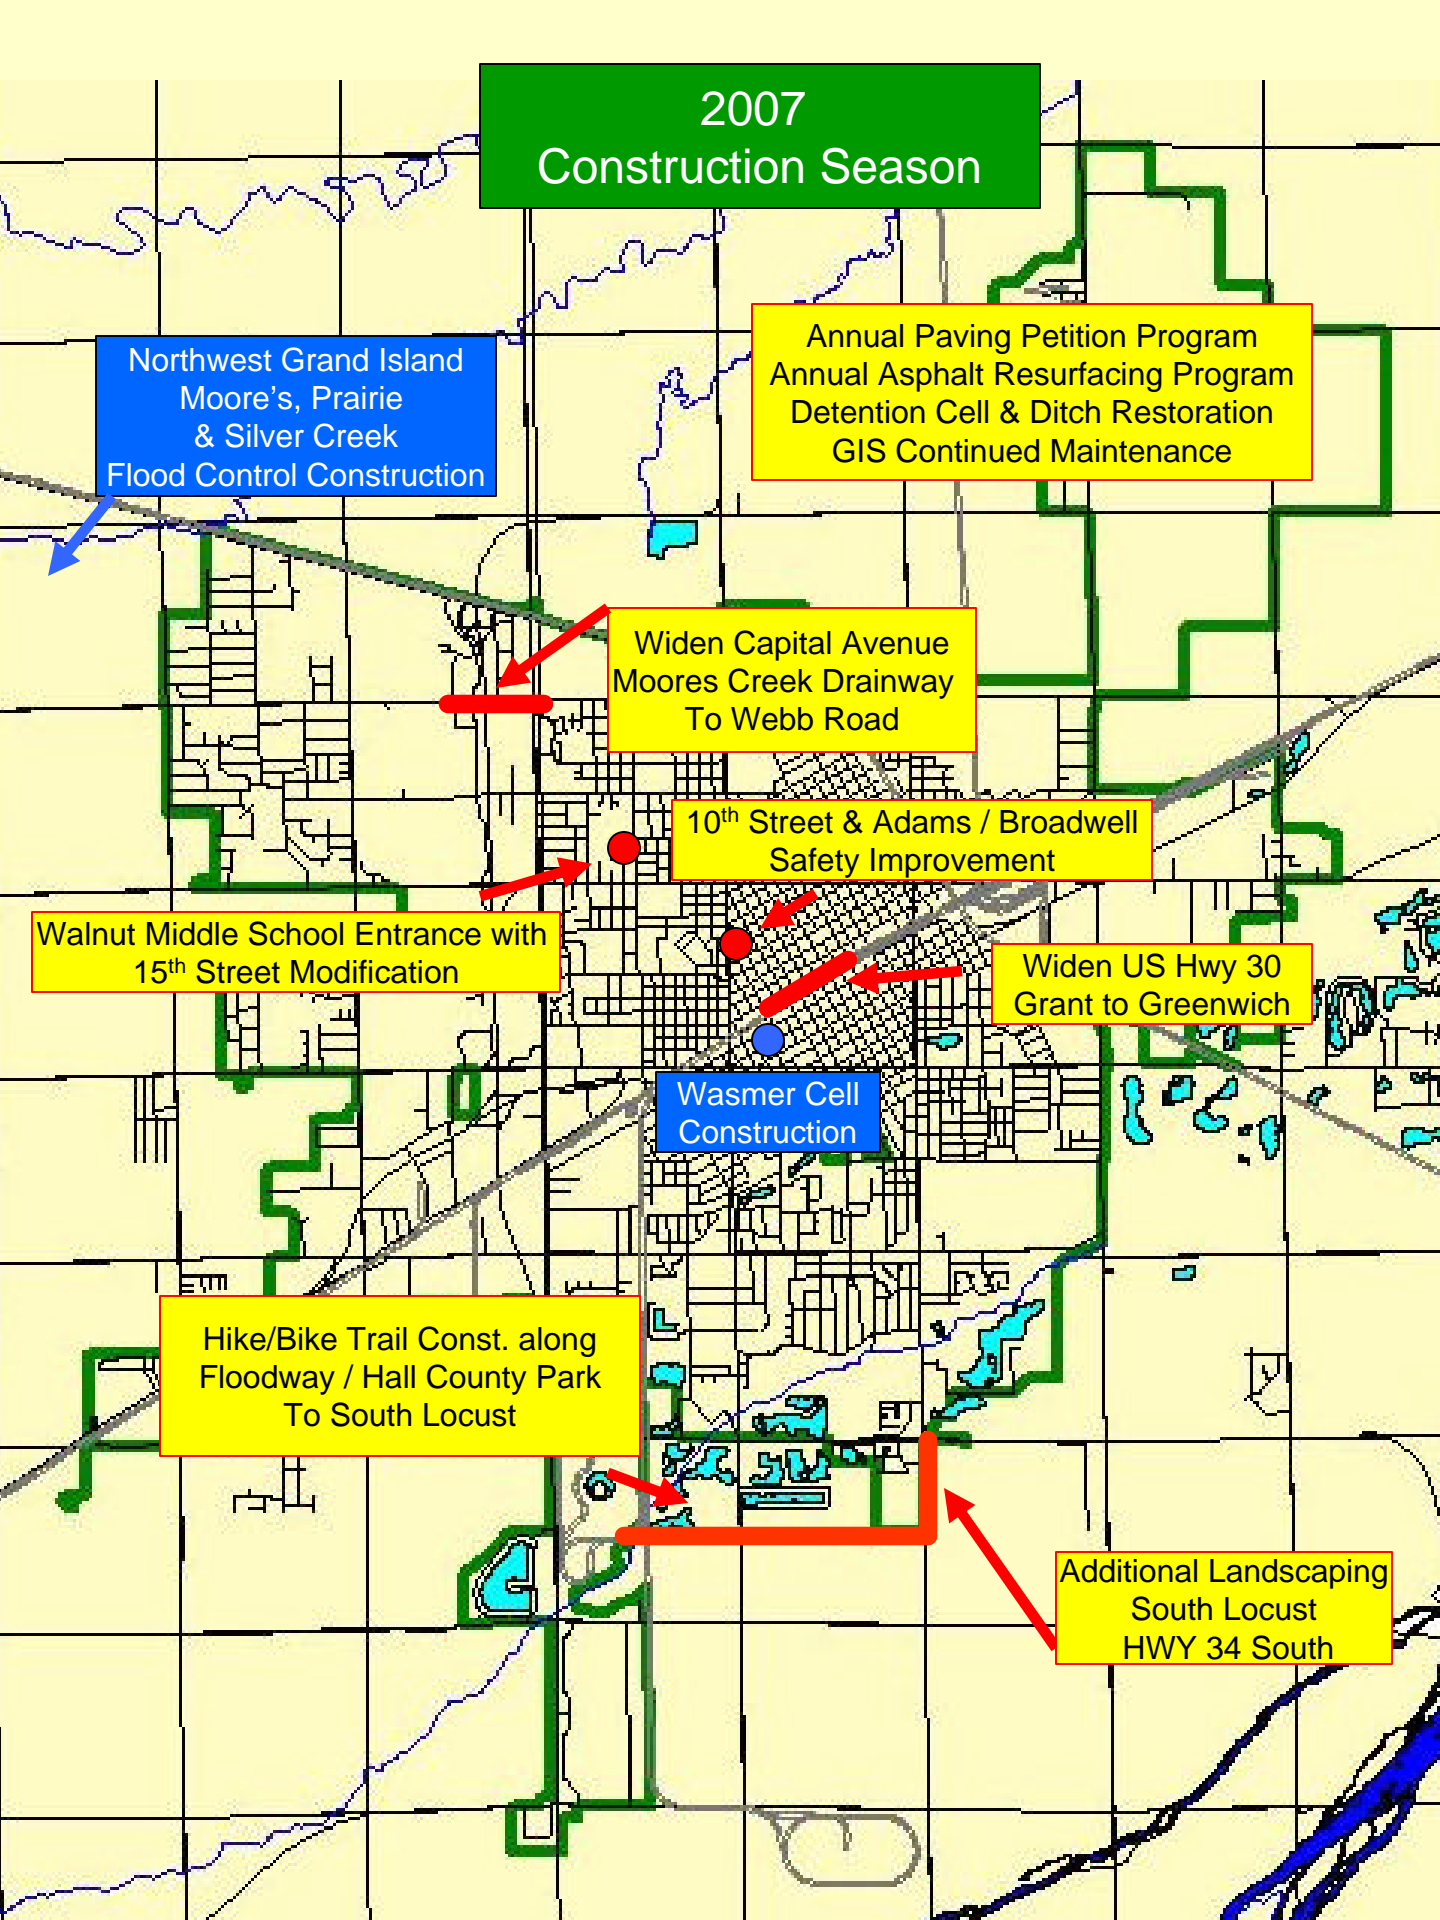 2007
Construction Season
Northwest Grand Island
Moore's, Prairie
& Silver Creek
Flood Control Construction
Annual Paving Petition Program
Annual Asphalt Resurfacing Program
Detention Cell & Ditch Restoration
GIS Continued Maintenance
Widen Capital Avenue
Moores Creek Drainway
To Webb Road
10th Street & Adams / Broadwell
Safety Improvement
Walnut Middle School Entrance with
15th Street Modification
Widen US Hwy 30
Grant to Greenwich
Wasmer Cell
Construction
Hike/Bike Trail Const. along
Floodway / Hall County Park
To South Locust
Additional Landscaping
South Locust
HWY 34 South